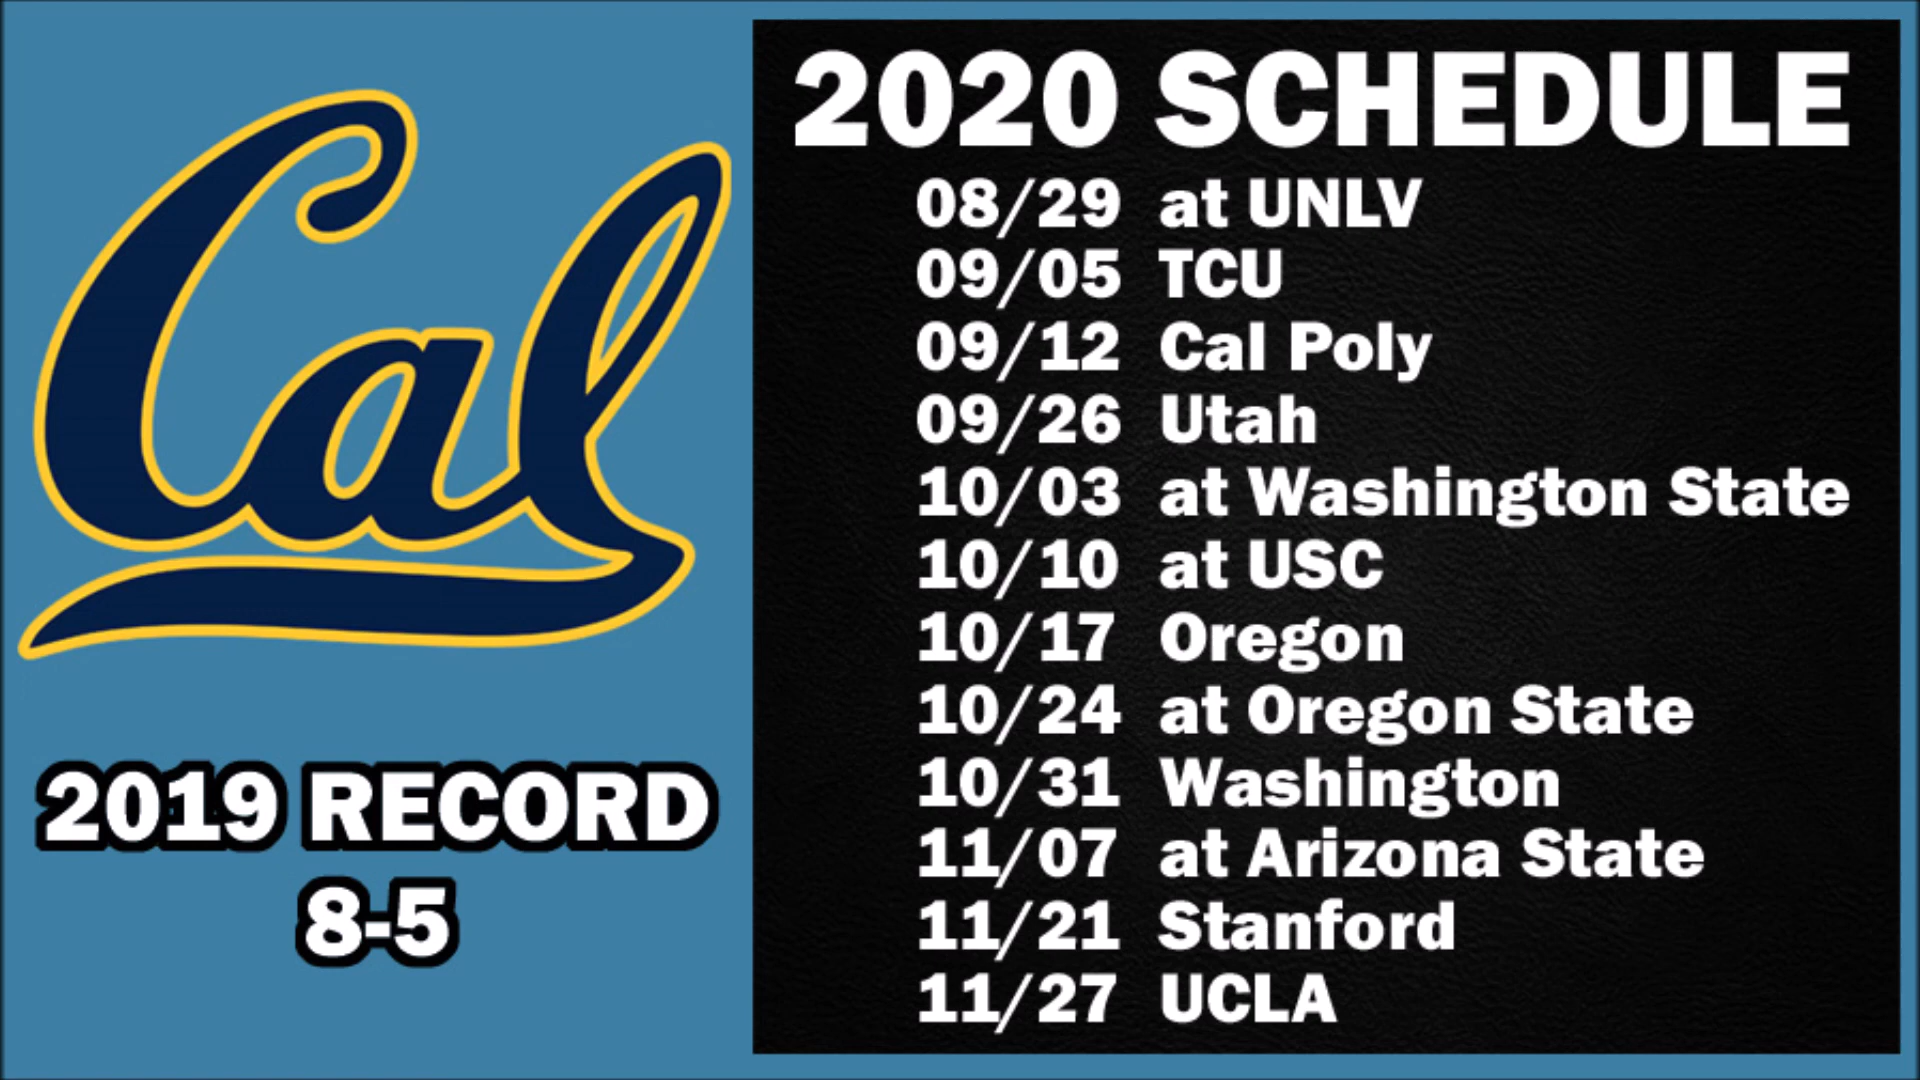 Cal
2019 RECORD
8-5
2020 SCHEDULE
08/29 at UNLV
09/05 TCU
09/12 Cal Poly
09/26 Utah
10/03 at Washington State
10/10 at USC
10/17 Oregon
10/24 at Oregon State
10/31 Washington
11/07 at Arizona State
11/21 Stanford
11/27 UCLA